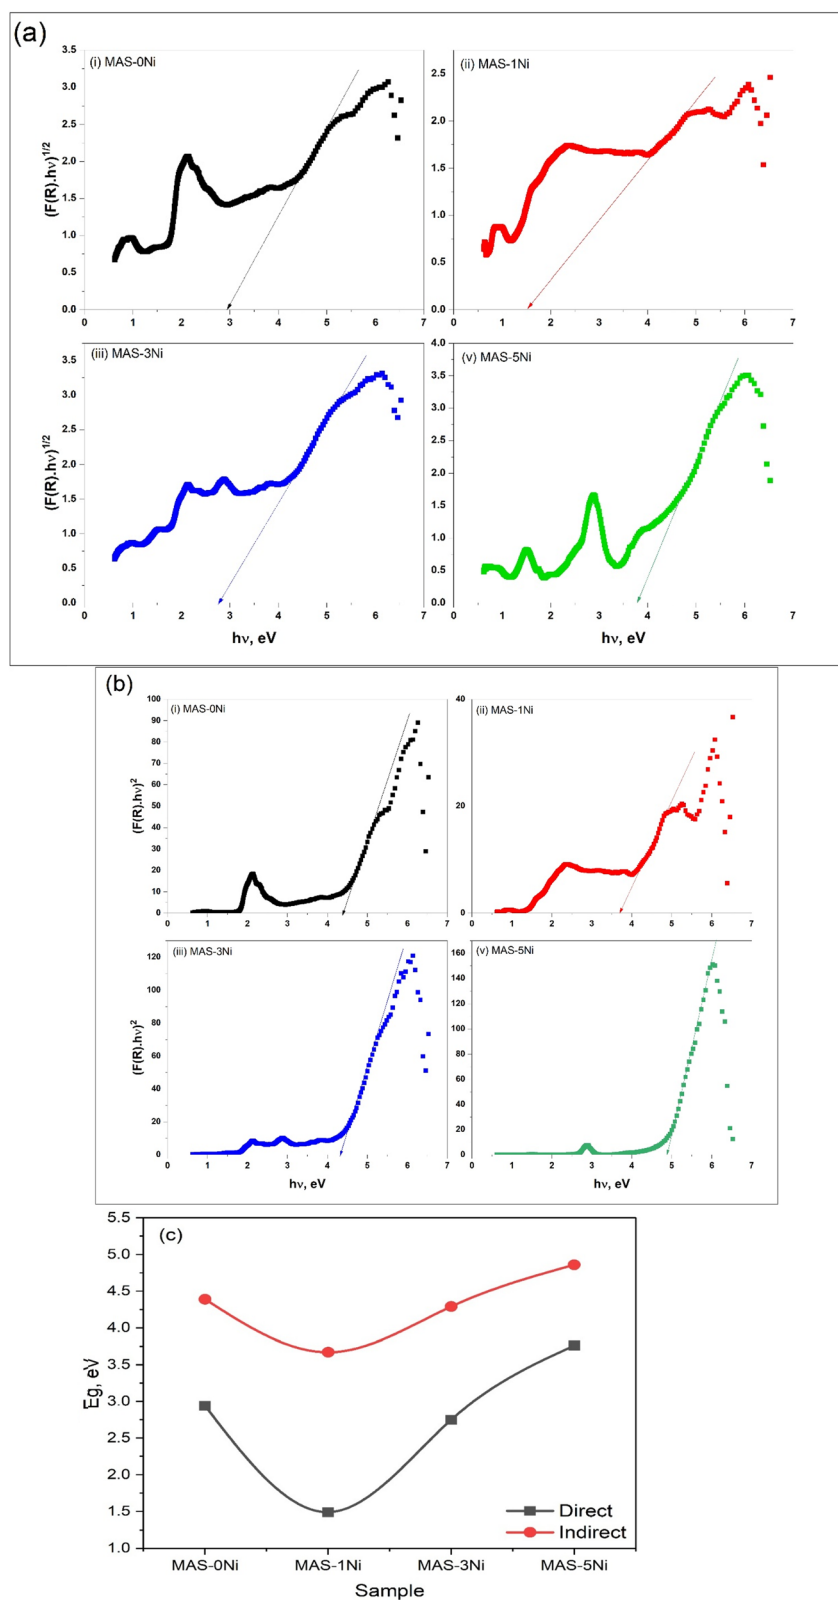 (a)
(i) MAS-0Ni
(F(R).hν)1/2
3.5
3.0
2.5
2.0
1.5
1.0
0.5
0.0
0 1 2 3 4 5 6 7
(ii) MAS-1Ni
2.5
2.0
1.5
1.0
0.5
0.0
0 1 2 3 4 5 6 7
(iii) MAS-3Ni
(F(R).hν)1/2
3.5
3.0
2.5
2.0
1.5
1.0
0.5
0.0
0 1 2 3 4 5 6 7
hν, eV
(v) MAS-5Ni
4.0
3.5
3.0
2.5
2.0
1.5
1.0
0.5
0.0
0 1 2 3 4 5 6 7
hν, eV
(b)
(i) MAS-0Ni
(F(R).hν)2
100
90
80
70
60
50
40
30
20
10
0
0 1 2 3 4 5 6 7
(ii) MAS-1Ni
40
20
0
0 1 2 3 4 5 6 7
(iii) MAS-3Ni
(F(R).hν)2
120
100
80
60
40
20
0
0 1 2 3 4 5 6 7
hν, eV
(v) MAS-5Ni
160
140
120
100
80
60
40
20
0
0 1 2 3 4 5 6 7
hν, eV
(c)
Eg, eV
5.5
5.0
4.5
4.0
3.5
3.0
2.5
2.0
1.5
1.0
Direct
Indirect
MAS-0Ni MAS-1Ni MAS-3Ni MAS-5Ni
Sample